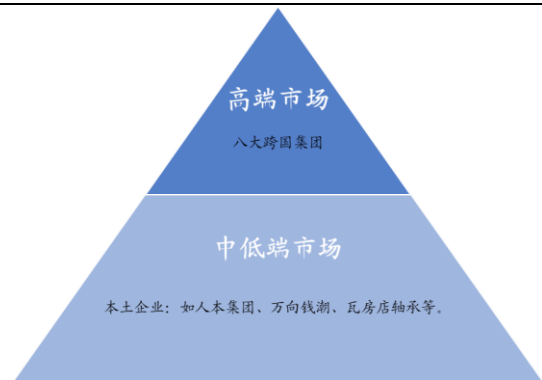 高端市场
八大跨国集团
中低端市场
本土企业：如人本集团、万向钱潮、瓦房店轴承等。